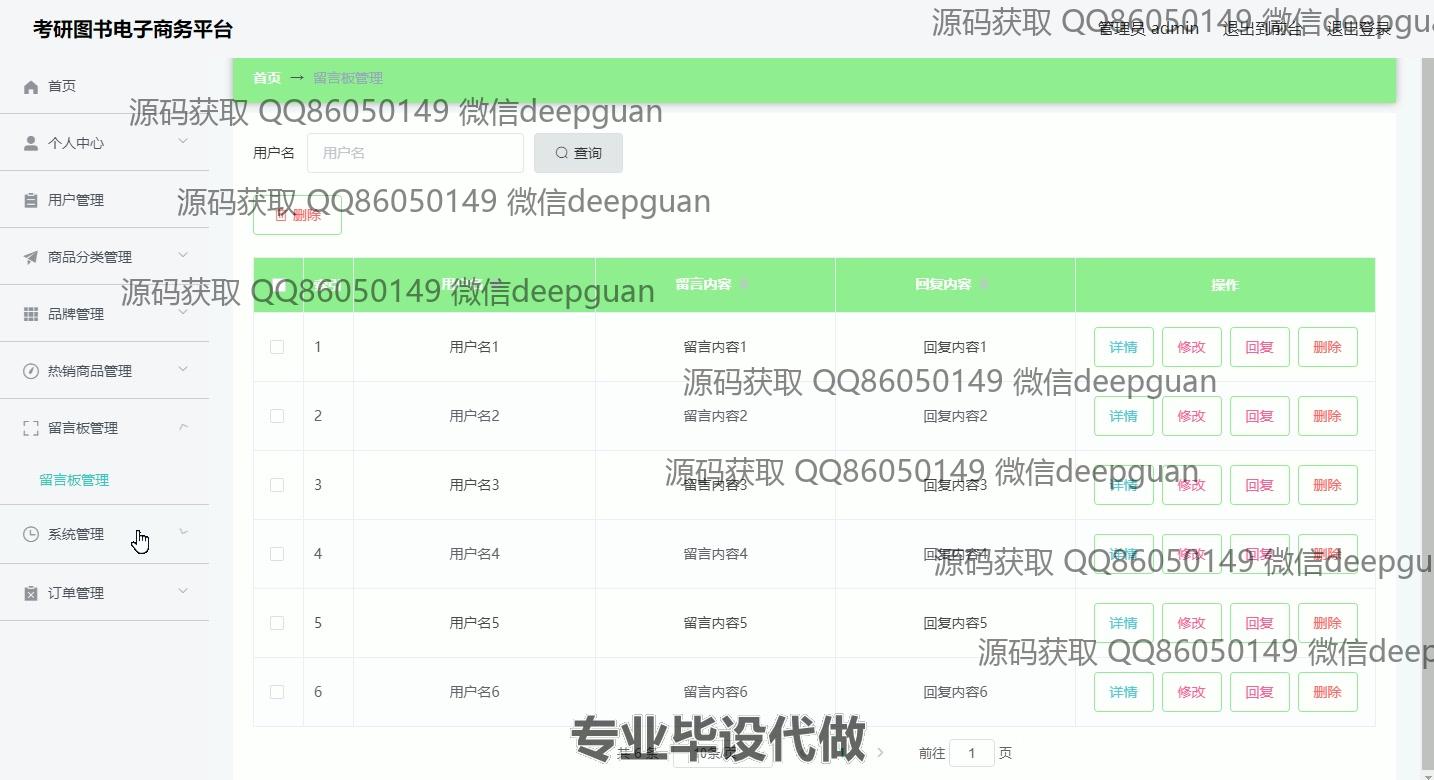 考研图书电子商务平台
源码获取 QQ86050149 微信deepgua
管理员 admin 退出到前台 退出登录
首页
首页 → 留言板管理
源码获取 QQ86050149 微信deepguan
个人中心
用户名 用户名 查询
用户管理
源码获取 QQ86050149 微信deepguan
删除
商品分类管理
源码获取 QQ86050149 微信deepguan
留言内容 回复内容 操作
品牌管理
1 用户名1 留言内容1 回复内容1 详情 修改 回复 删除
热销商品管理
源码获取 QQ86050149 微信deepguan
2 用户名2 留言内容2 回复内容2 详情 修改 回复 删除
留言板管理
源码获取 QQ86050149 微信deepguan
留言板管理
3 用户名3 留言内容3 回复内容3 详情 修改 回复 删除
系统管理
4 用户名4 留言内容4 回复内容4 详情 修改 回复 删除
源码获取 QQ86050149 微信deepgu
订单管理
5 用户名5 留言内容5 回复内容5 详情 修改 回复 删除
源码获取 QQ86050149 微信deep
6 用户名6 留言内容6 回复内容6 详情 修改 回复 删除
专业毕设代做
共 6 条 10条/页 前往 1 页